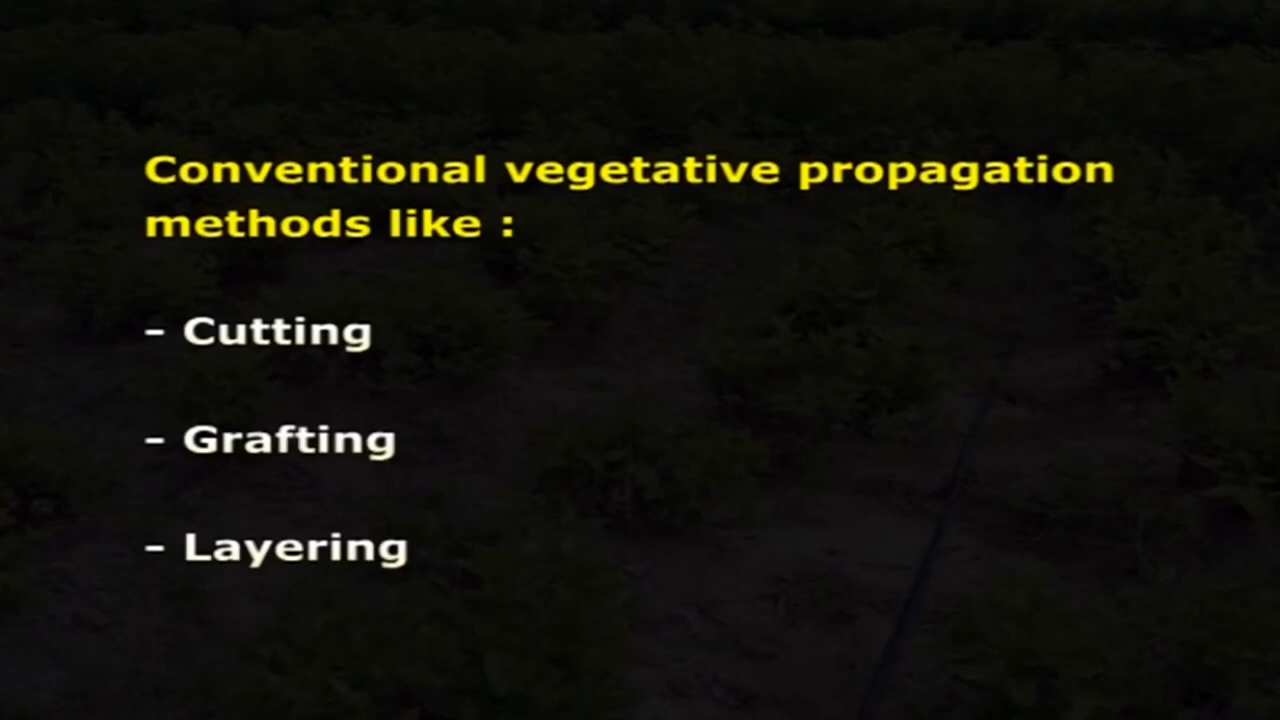 Conventional vegetative propagation
methods like :
– Cutting
– Grafting
– Layering